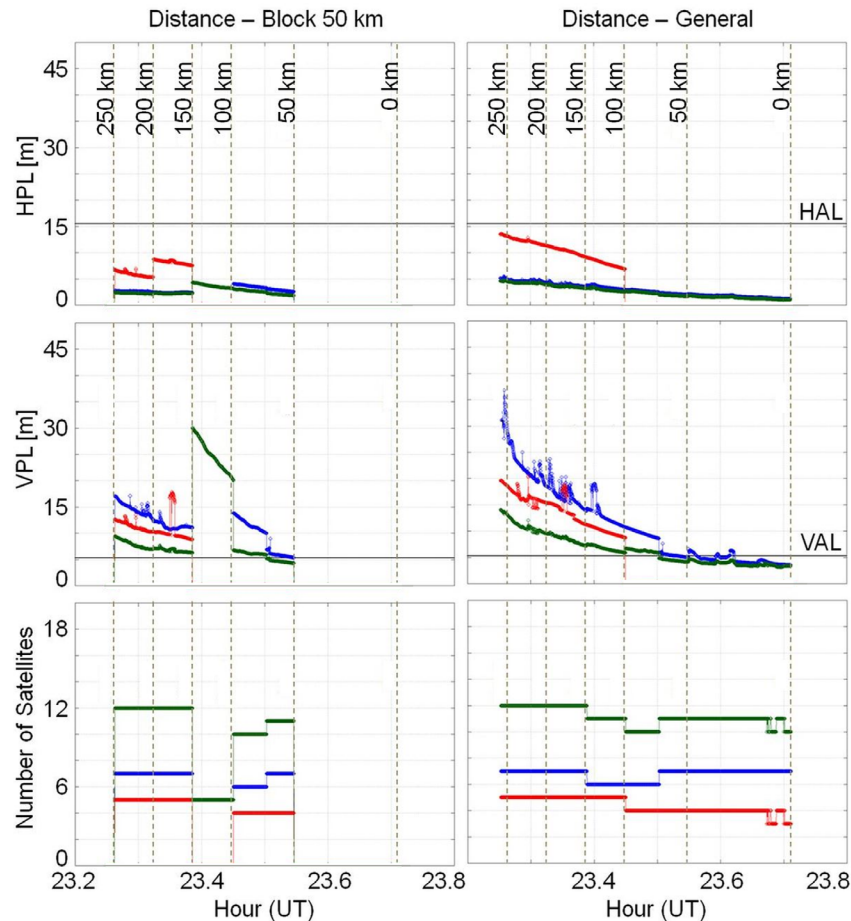 Distance – Block 50 km
Distance – General
HPL [m]
45
30
15
0
250 km
200 km
150 km
100 km
50 km
0 km
250 km
200 km
150 km
100 km
50 km
0 km
HAL
VPL [m]
45
30
15
0
VAL
Number of Satellites
18
12
6
0
23.2
23.4
23.6
23.8
23.4
23.6
23.8
Hour (UT)
Hour (UT)